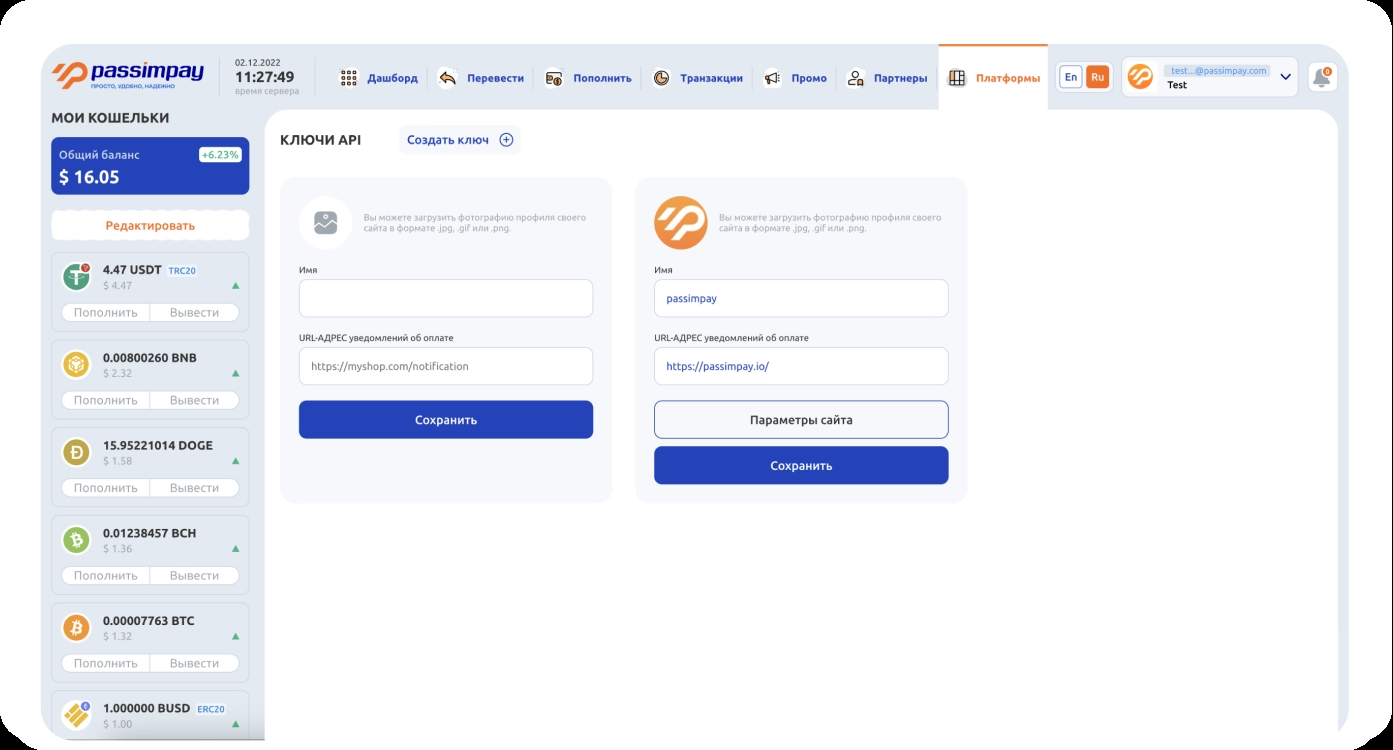 passimpay
ПРОСТО, УДОБНО, НАДЕЖНО
02.12.2022
11:27:49
время сервера
Дашборд
Перевести
Пополнить
Транзакции
Промо
Партнеры
Платформы
En
Ru
test...@passimpay.com
Test
0
МОИ КОШЕЛЬКИ
Общий баланс
+6.23%
$ 16.05
Редактировать
4.47 USDT TRC20
$ 4.47
Пополнить Вывести
0.00800260 BNB
$ 2.32
Пополнить Вывести
15.95221014 DOGE
$ 1.58
Пополнить Вывести
0.01238457 BCH
$ 1.36
Пополнить Вывести
0.00007763 BTC
$ 1.32
Пополнить Вывести
1.000000 BUSD ERC20
$ 1.00
КЛЮЧИ API
Создать ключ
Вы можете загрузить фотографию профиля своего
сайта в формате .jpg, .gif или .png.
Имя
URL-АДРЕС уведомлений об оплате
https://myshop.com/notification
Сохранить
Вы можете загрузить фотографию профиля своего
сайта в формате .jpg, .gif или .png.
Имя
passimpay
URL-АДРЕС уведомлений об оплате
https://passimpay.io/
Параметры сайта
Сохранить